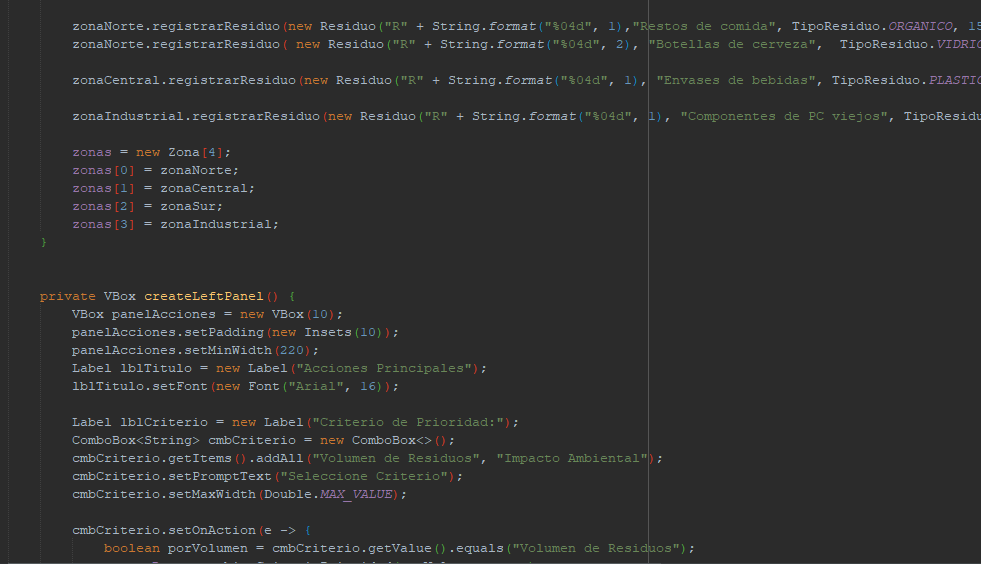 zonaNorte.registrarResiduo(new Residuo("R" + String.format("%04d", 1),"Restos de comida", TipoResiduo.ORGANICO, 15
zonaNorte.registrarResiduo( new Residuo("R" + String.format("%04d", 2), "Botellas de cerveza",  TipoResiduo.VIDRIO
zonaCentral.registrarResiduo(new Residuo("R" + String.format("%04d", 1), "Envases de bebidas", TipoResiduo.PLASTIC
zonaIndustrial.registrarResiduo(new Residuo("R" + String.format("%04d", 1), "Componentes de PC viejos", TipoResidu
zonas = new Zona[4];
zonas[0] = zonaNorte;
zonas[1] = zonaCentral;
zonas[2] = zonaSur;
zonas[3] = zonaIndustrial;
}
private VBox createLeftPanel() {
VBox panelAcciones = new VBox(10);
panelAcciones.setPadding(new Insets(10));
panelAcciones.setMinWidth(220);
Label lblTitulo = new Label("Acciones Principales");
lblTitulo.setFont(new Font("Arial", 16));
Label lblCriterio = new Label("Criterio de Prioridad:");
ComboBox<String> cmbCriterio = new ComboBox<>();
cmbCriterio.getItems().addAll("Volumen de Residuos", "Impacto Ambiental");
cmbCriterio.setPromptText("Seleccione Criterio");
cmbCriterio.setMaxWidth(Double.MAX_VALUE);
cmbCriterio.setOnAction(e -> {
boolean porVolumen = cmbCriterio.getValue().equals("Volumen de Residuos");